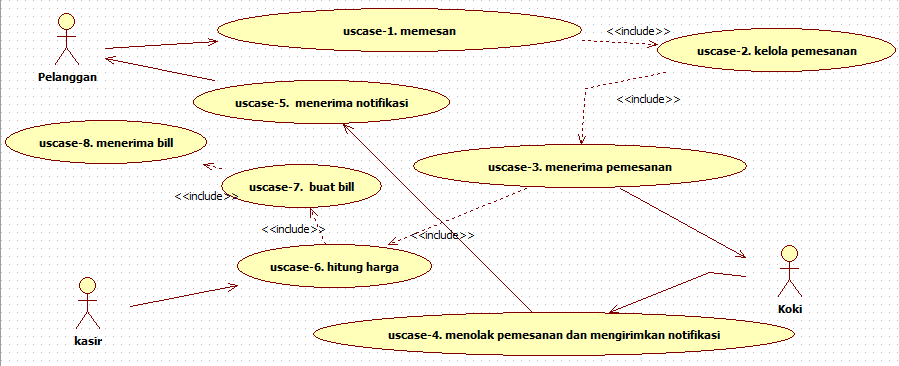 uscase-1. memesan
<<include>>
uscase-2. kelola pemesanan
Pelanggan
<<include>>
uscase-5.  menerima notifikasi
uscase-8. menerima bill
uscase-3. menerima pemesanan
uscase-7.  buat bill
<<include>>
<<include>>
<<include>>
uscase-6. hitung harga
Koki
kasir
uscase-4. menolak pemesanan dan mengirimkan notifikasi